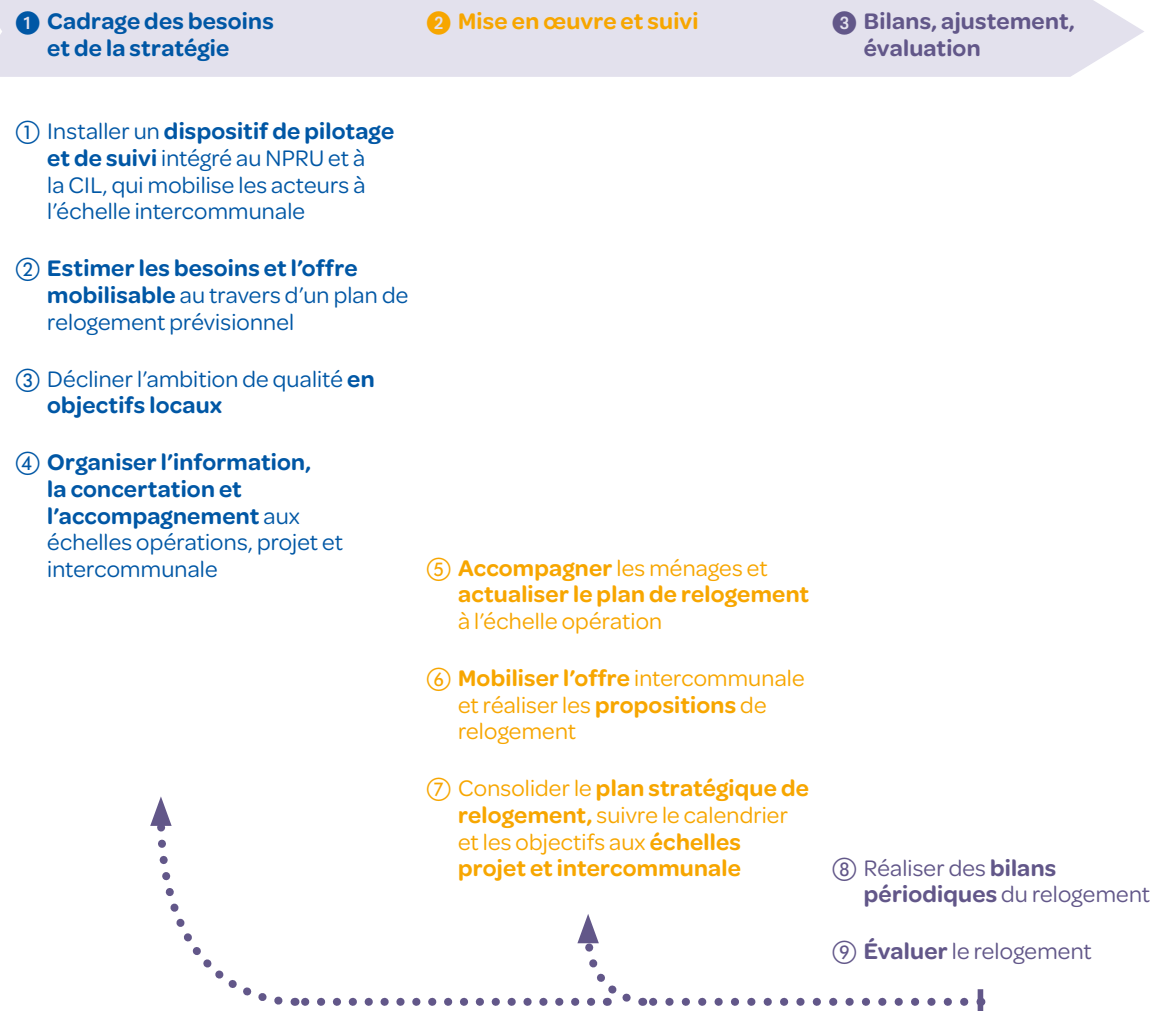 ❶ Cadrage des besoins
et de la stratégie
❷ Mise en œuvre et suivi
❸ Bilans, ajustement,
évaluation
① Installer un dispositif de pilotage
et de suivi intégré au NPRU et à
la CIL, qui mobilise les acteurs à
l’échelle intercommunale
② Estimer les besoins et l’offre
mobilisable au travers d’un plan de
relogement prévisionnel
③ Décliner l’ambition de qualité en
objectifs locaux
④ Organiser l’information,
la concertation et
l’accompagnement aux
échelles opérations, projet et
intercommunale
⑤ Accompagner les ménages et
actualiser le plan de relogement
à l’échelle opération
⑥ Mobiliser l’offre intercommunale
et réaliser les propositions de
relogement
⑦ Consolider le plan stratégique de
relogement, suivre le calendrier
et les objectifs aux échelles
projet et intercommunale
⑧ Réaliser des bilans
périodiques du relogement
⑨ Évaluer le relogement